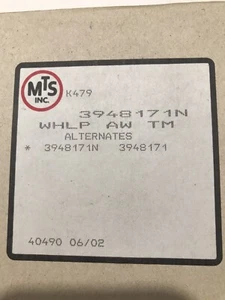 MTS
INC.
K479
3948171N
WHLP AW TM
ALTERNATES
* 3948171N 3948171
40490 06/02